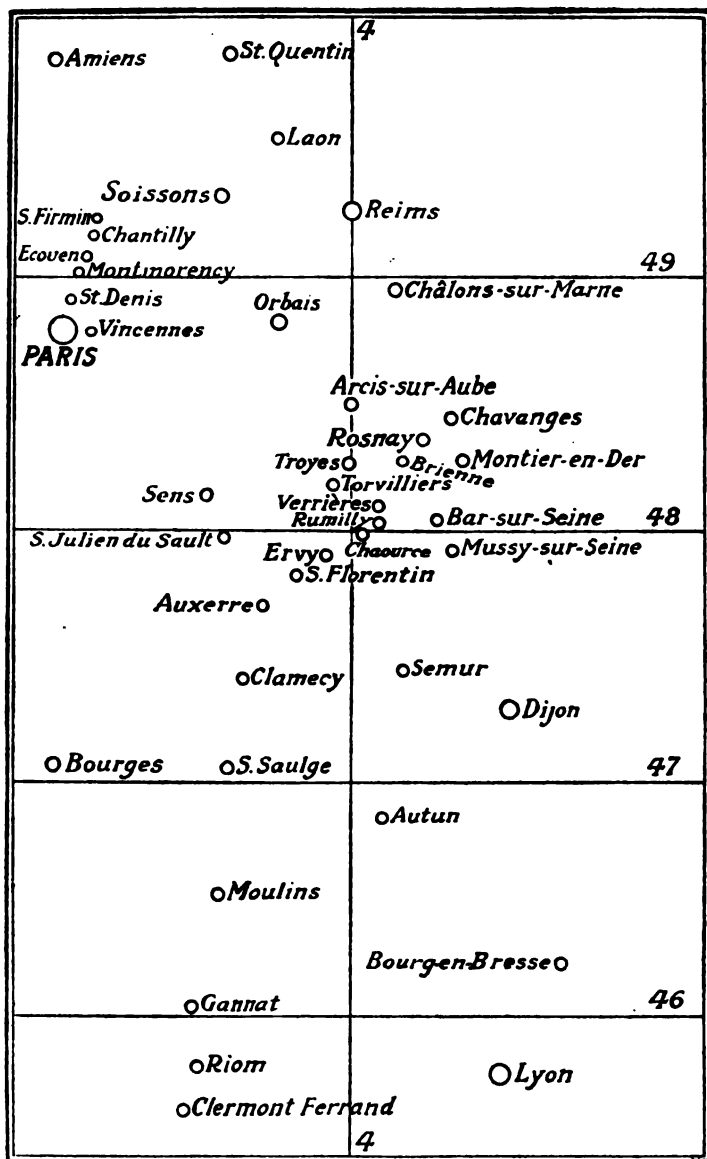 4
Amiens
St. Quentin
Laon
Soissons
Reims
S. Firmin
Chantilly
Ecouen
Montmorency
49
St. Denis
Orbais
Châlons-sur-Marne
Vincennes
PARIS
Arcis-sur-Aube
Chavanges
Rosnay
Troyes
Brienne
Montier-en-Der
Torvilliers
Sens
Verrières
Rumilly
Bar-sur-Seine
48
S. Julien du Sault
Chaource
Ervy
Mussy-sur-Seine
S. Florentin
Auxerre
Clamecy
Semur
Dijon
Bourges
S. Saulge
47
Autun
Moulins
Bourg-en-Bresse
Gannat
46
Riom
Lyon
Clermont Ferrand
4